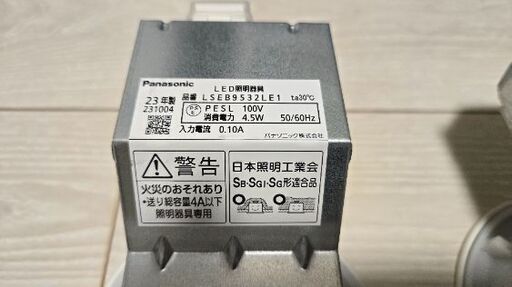 Panasonic
LED照明器具
品番 LSEB9532LE1 ta30℃
23年製
231004
PSE PESL 100V
消費電力 4.5W 50/60Hz
入力電流 0.10A
パナソニック株式会社
警告
火災のおそれあり
・送り総容量4A以下
照明器具専用
日本照明工業会
SB・SGI・SG形適合品